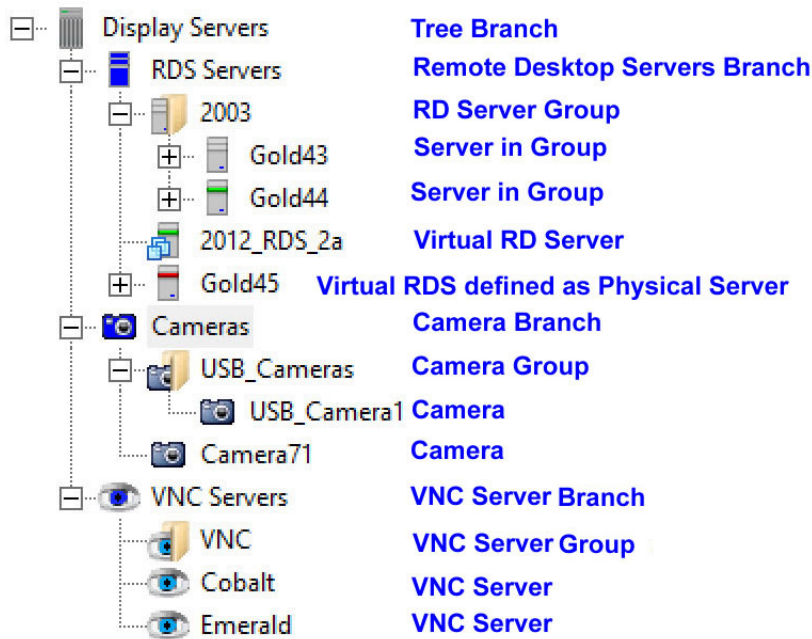 Display Servers Tree Branch
RDS Servers Remote Desktop Servers Branch
2003 RD Server Group
Gold43 Server in Group
Gold44 Server in Group
2012_RDS_2a Virtual RD Server
Gold45 Virtual RDS defined as Physical Server
Cameras Camera Branch
USB_Cameras Camera Group
USB_Camera1 Camera
Camera71 Camera
VNC Servers VNC Server Branch
VNC VNC Server Group
Cobalt VNC Server
Emerald VNC Server